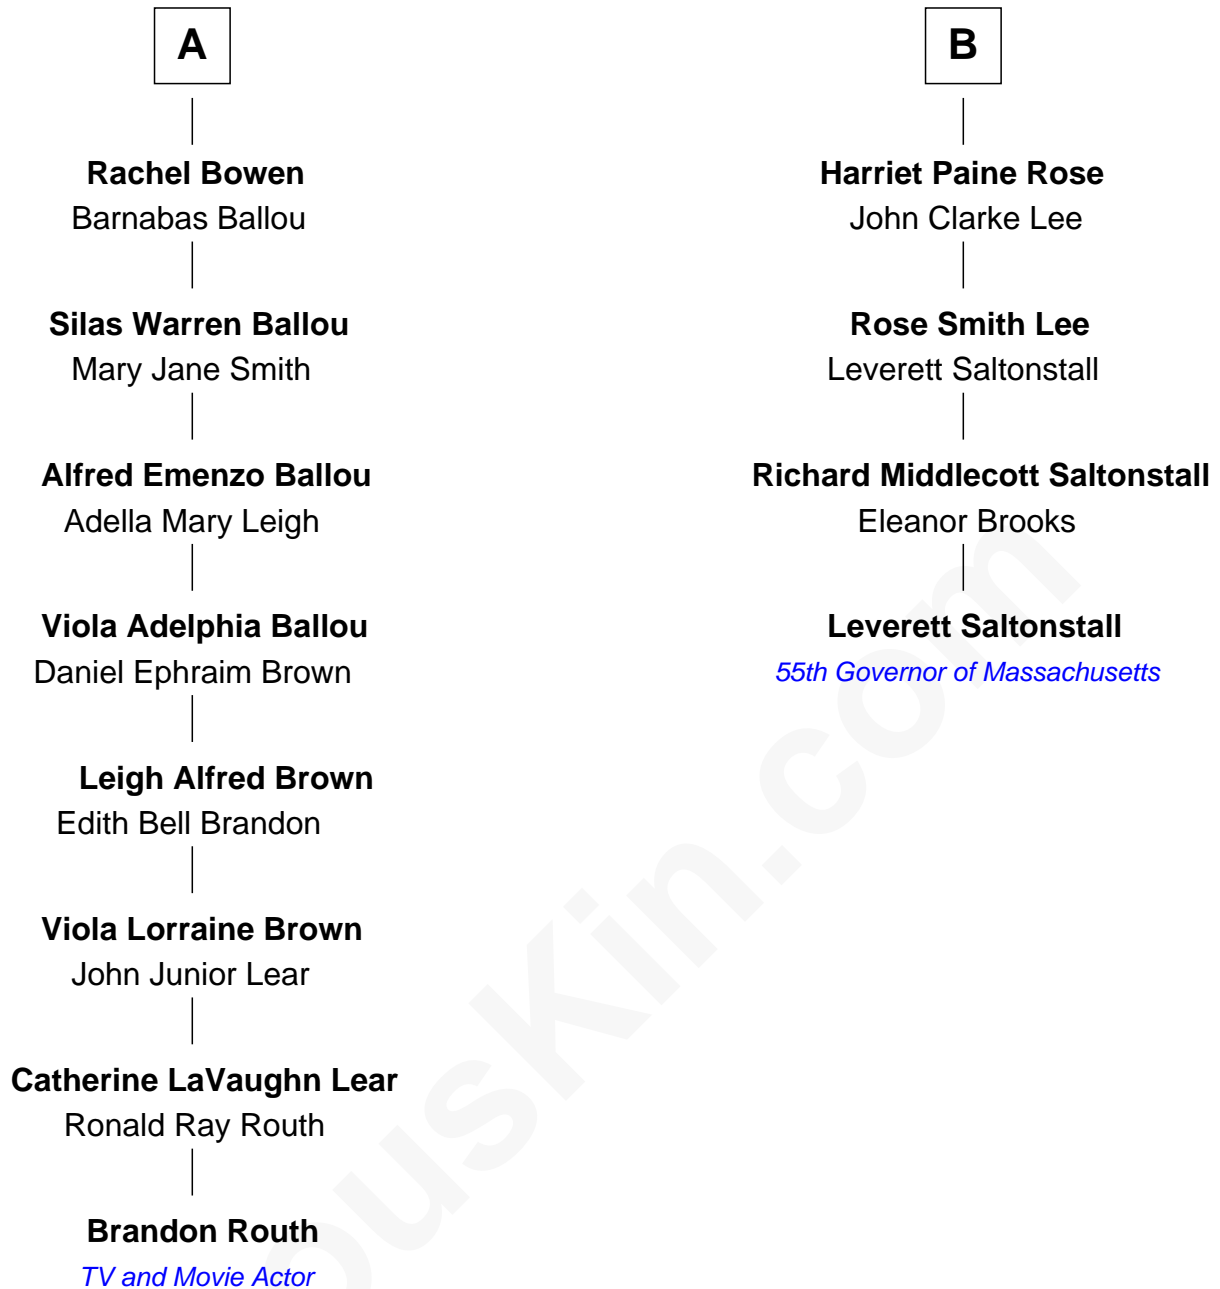 A
Rachel Bowen
Barnabas Ballou
Silas Warren Ballou
Mary Jane Smith
Alfred Emenzo Ballou
Adella Mary Leigh
Viola Adelphia Ballou
Daniel Ephraim Brown
Leigh Alfred Brown
Edith Bell Brandon
Viola Lorraine Brown
John Junior Lear
Catherine LaVaughn Lear
Ronald Ray Routh
Brandon Routh
TV and Movie Actor
B
Harriet Paine Rose
John Clarke Lee
Rose Smith Lee
Leverett Saltonstall
Richard Middlecott Saltonstall
Eleanor Brooks
Leverett Saltonstall
55th Governor of Massachusetts
ousKin.com